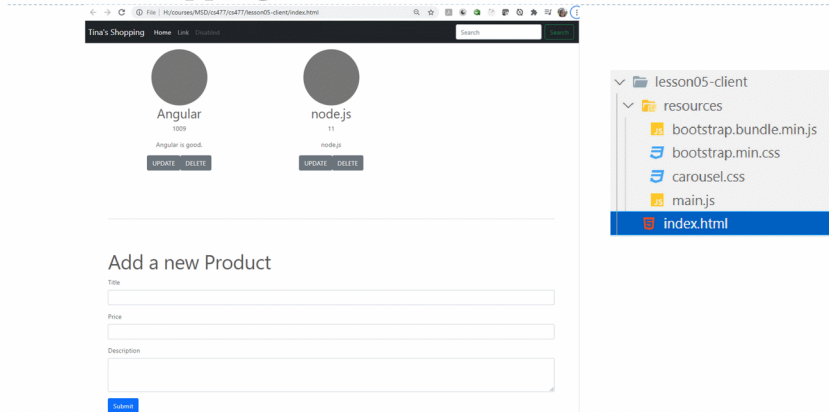 File | H:/courses/MSD/cs477/cs477/lesson05-client/index.html
Tina's Shopping Home Link Disabled Search Search
Angular node.js
1009 11
Angular is good. node.js
UPDATE DELETE UPDATE DELETE
Add a new Product
Title
Price
Description
Submit
lesson05-client
resources
JS bootstrap.bundle.min.js
bootstrap.min.css
carousel.css
JS main.js
index.html